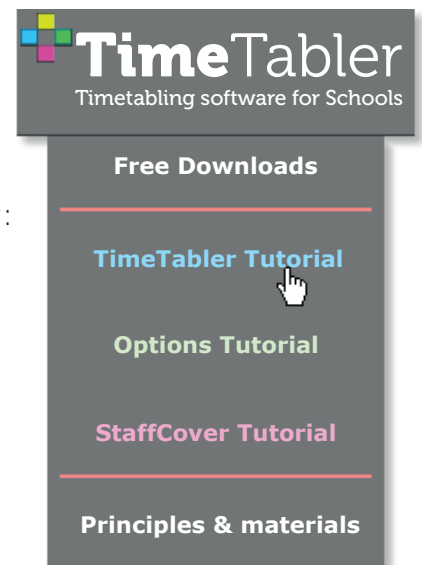 TimeTabler
Timetabling software for Schools
Free Downloads
:
TimeTabler Tutorial
Options Tutorial
StaffCover Tutorial
Principles & materials